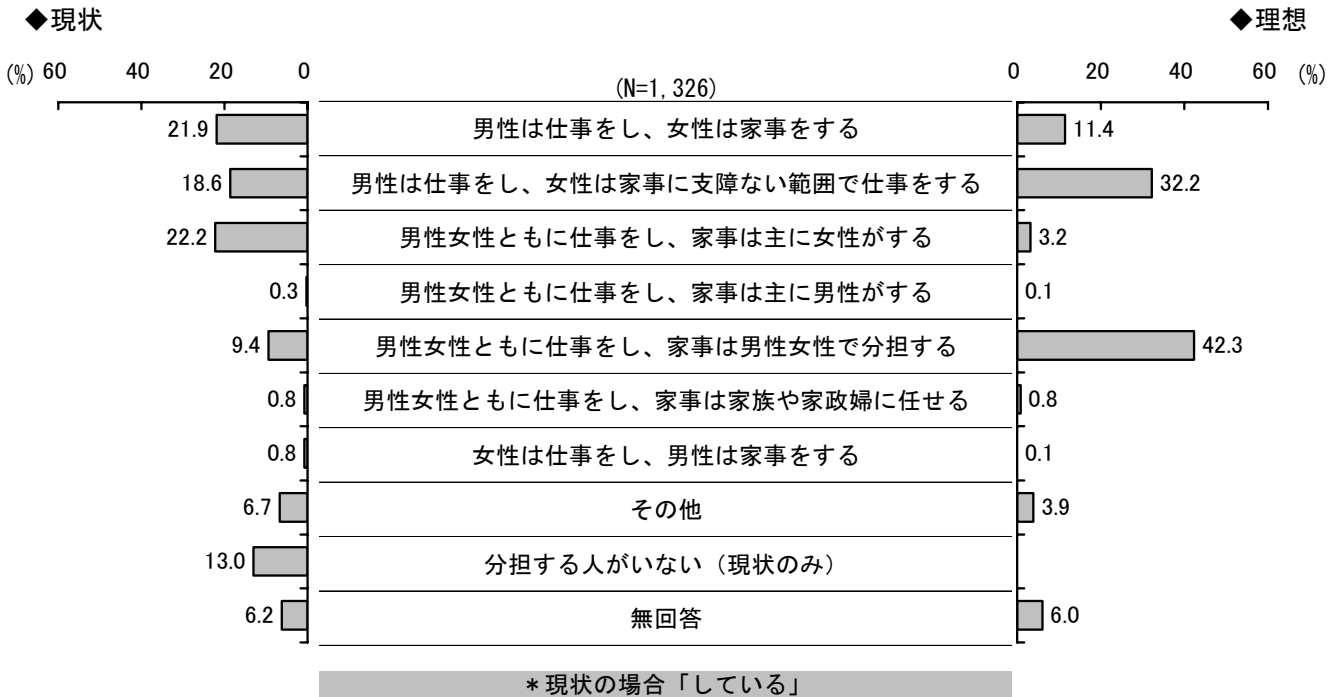 ◆現状 ◆理想
(%) 60 40 20 0 (N=1,326) 0 20 40 60 (%)
21.9 男性は仕事をし、女性は家事をする 11.4
18.6 男性は仕事をし、女性は家事に支障ない範囲で仕事をする 32.2
22.2 男性女性ともに仕事をし、家事は主に女性がする 3.2
0.3 男性女性ともに仕事をし、家事は主に男性がする 0.1
9.4 男性女性ともに仕事をし、家事は男性女性で分担する 42.3
0.8 男性女性ともに仕事をし、家事は家族や家政婦に任せる 0.8
0.8 女性は仕事をし、男性は家事をする 0.1
6.7 その他 3.9
13.0 分担する人がいない（現状のみ）
6.2 無回答 6.0
＊現状の場合「している」